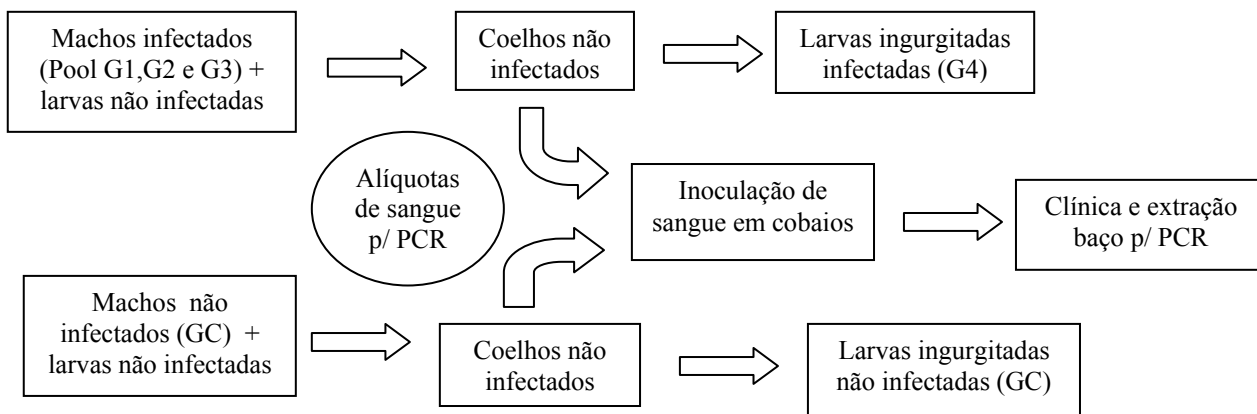 Machos infectados
(Pool G1,G2 e G3) +
larvas não infectadas
Coelhos não
infectados
Larvas ingurgitadas
infectadas (G4)
Alíquotas
de sangue
p/ PCR
Inoculação de
sangue em cobaios
Clínica e extração
baço p/ PCR
Machos não
infectados (GC) +
larvas não infectadas
Coelhos não
infectados
Larvas ingurgitadas
não infectadas (GC)